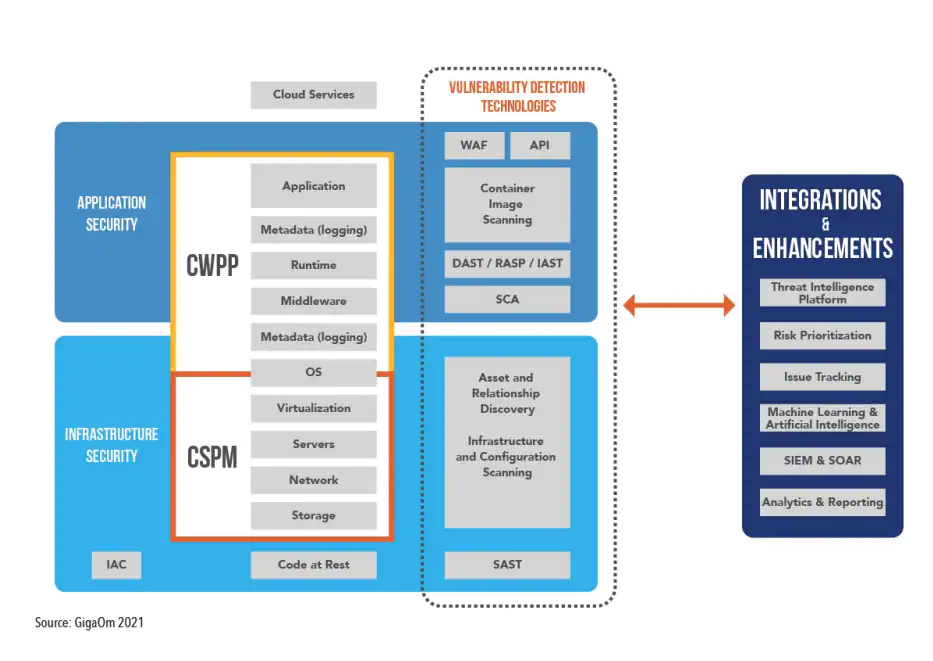 Cloud Services
VULNERABILITY DETECTION
TECHNOLOGIES
APPLICATION
SECURITY
CWPP
Application
Metadata (logging)
Runtime
Middleware
Metadata (logging)
OS
WAF
API
Container
Image
Scanning
DAST / RASP / IAST
SCA
INFRASTRUCTURE
SECURITY
CSPM
Virtualization
Servers
Network
Storage
Asset and
Relationship
Discovery
Infrastructure
and Configuration
Scanning
IAC
Code at Rest
SAST
INTEGRATIONS
&
ENHANCEMENTS
Threat Intelligence
Platform
Risk Prioritization
Issue Tracking
Machine Learning &
Artificial Intelligence
SIEM & SOAR
Analytics & Reporting
Source: GigaOm 2021